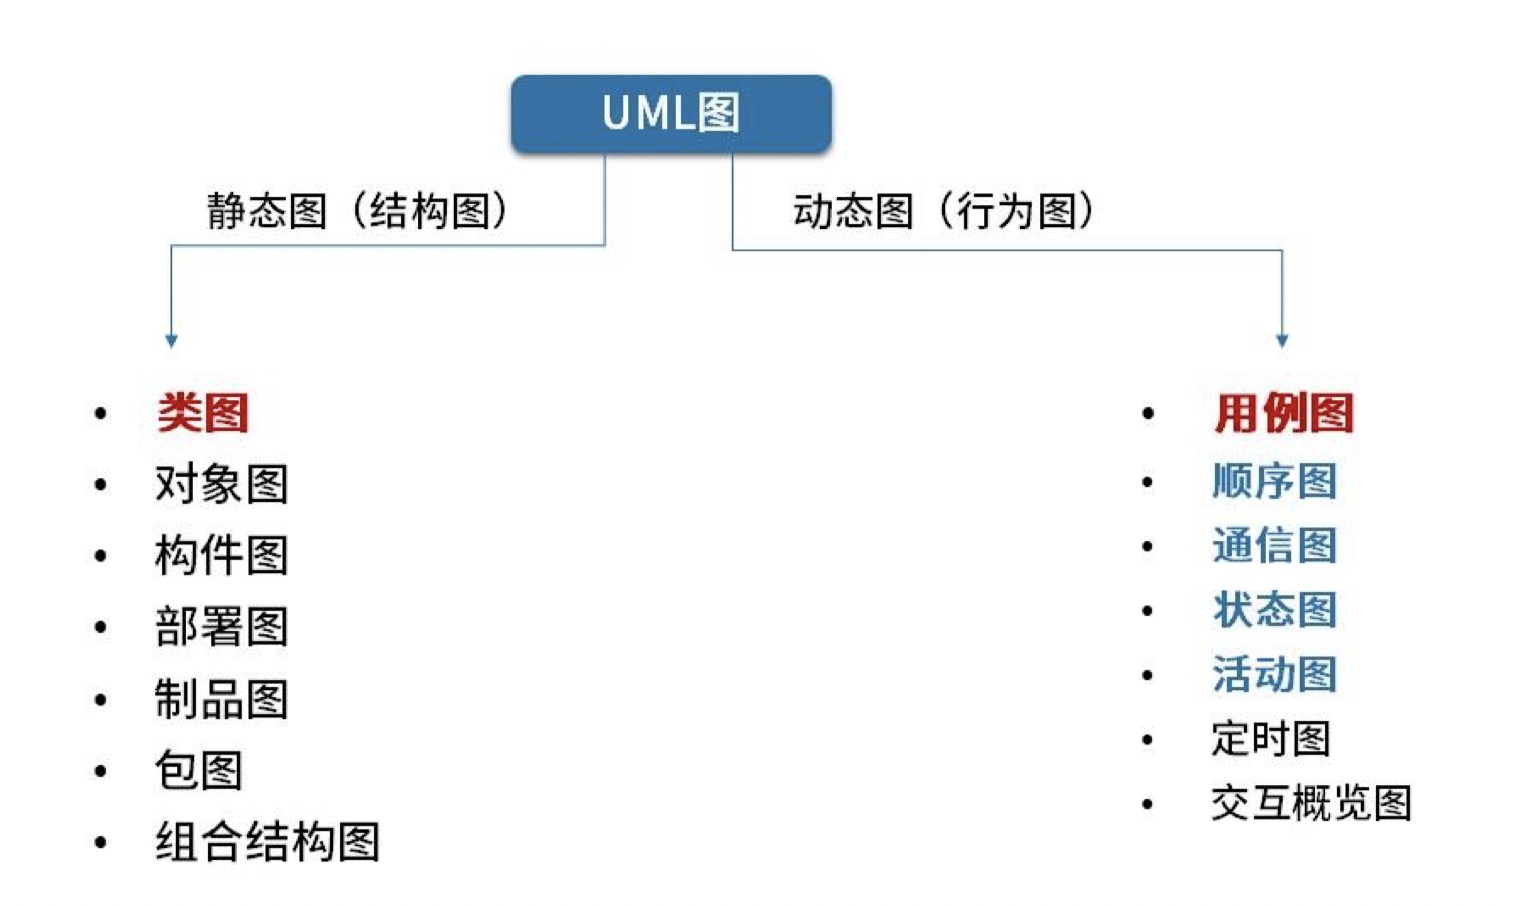 UML图
静态图（结构图）
动态图（行为图）
• 类图
• 对象图
• 构件图
• 部署图
• 制品图
• 包图
• 组合结构图
• 用例图
• 顺序图
• 通信图
• 状态图
• 活动图
• 定时图
• 交互概览图